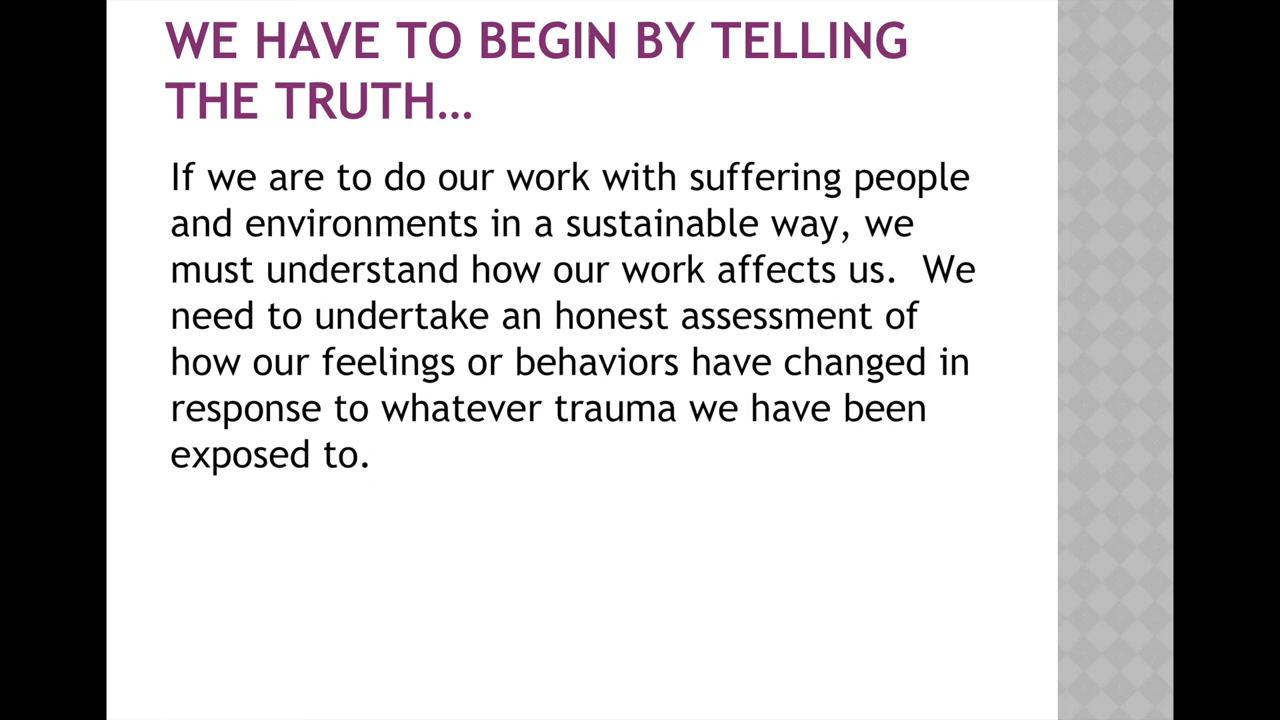 WE HAVE TO BEGIN BY TELLING
THE TRUTH…
If we are to do our work with suffering people
and environments in a sustainable way, we
must understand how our work affects us.  We
need to undertake an honest assessment of
how our feelings or behaviors have changed in
response to whatever trauma we have been
exposed to.